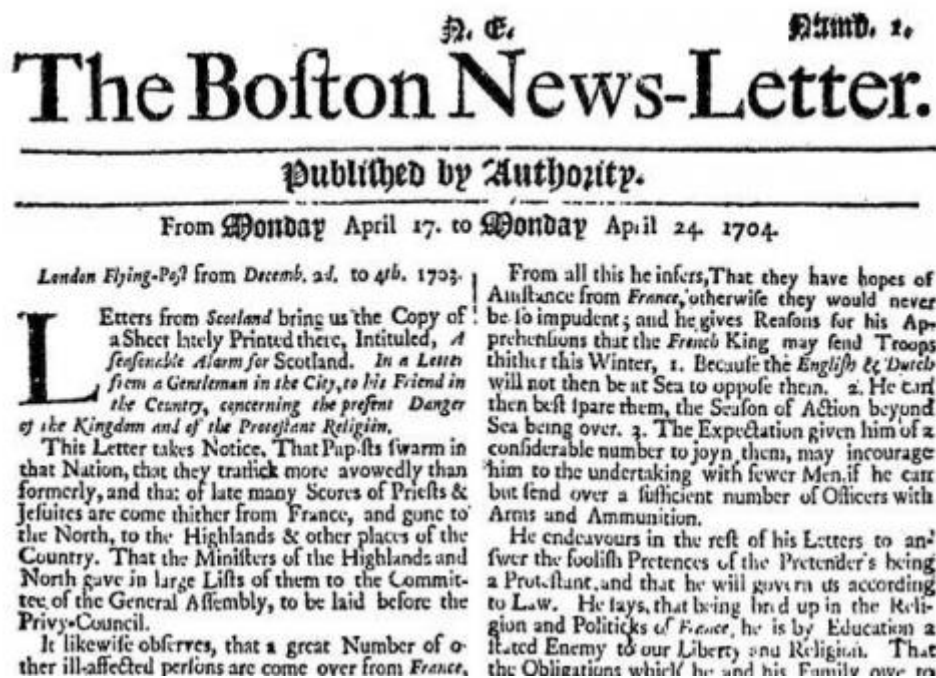 N. E.
Numb. 1.
The Boſton News-Letter.
Publiſhed by Authority.
From Monday April 17. to Monday April 24. 1704.
London Flying-Poſt from Decemb. 2d. to 4th. 1703.
LEtters from Scotland bring us the Copy of
a Sheet lately Printed there, Intituled, A
ſeaſonable Alarm for Scotland. In a Letter
from a Gentleman in the City, to his Friend in
the Country, concerning the preſent Danger
of the Kingdom and of the Proteſtant Religion.
This Letter takes Notice, That Papiſts ſwarm in
that Nation, that they traffick more avowedly than
formerly, and that of late many Scores of Prieſts &
Jeſuites are come thither from France, and gone to
the North, to the Highlands & other places of the
Country. That the Miniſters of the Highlands and
North gave in large Liſts of them to the Commit-
tee of the General Aſſembly, to be laid before the
Privy-Council.
It likewiſe obſerves, that a great Number of o-
ther ill-affected perſons are come over from France,
From all this he infers, That they have hopes of
Aſſiſtance from France, otherwiſe they would never
be ſo impudent; and he gives Reaſons for his Ap-
prehenſions that the French King may ſend Troops
thither this Winter, 1. Becauſe the Engliſh & Dutch
will not then be at Sea to oppoſe them. 2. He can
then beſt ſpare them, the Seaſon of Action beyond
Sea being over. 3. The Expectation given him of a
conſiderable number to joyn them, may incourage
him to the undertaking with fewer Men if he can
but ſend over a ſufficient number of Officers with
Arms and Ammunition.
He endeavours in the reſt of his Letters to an-
ſwer the fooliſh Pretences of the Pretender's being
a Proteſtant, and that he will govern us according
to Law. He ſays, that being bred up in the Reli-
gion and Politicks of France, he is by Education a
ſtated Enemy to our Liberty and Religion. That
the Obligations which he and his Family owe to